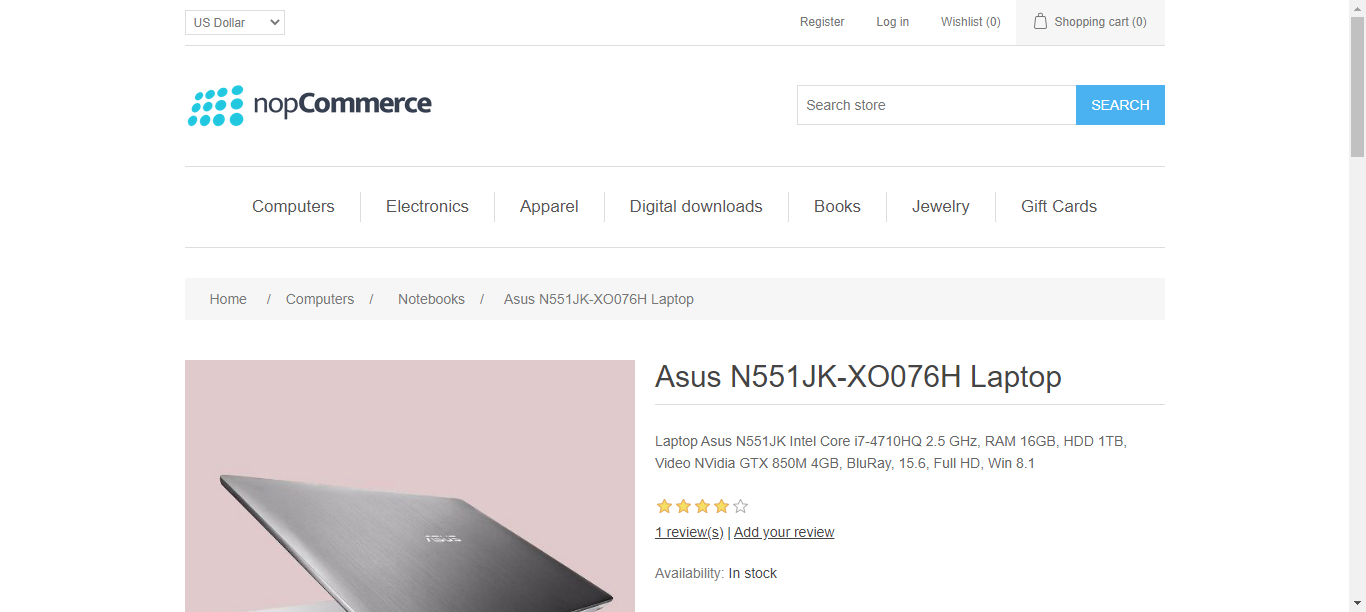 US Dollar
Register
Log in
Wishlist (0)
Shopping cart (0)
nopCommerce
Search store
SEARCH
Computers
Electronics
Apparel
Digital downloads
Books
Jewelry
Gift Cards
Home / Computers / Notebooks / Asus N551JK-XO076H Laptop
Asus N551JK-XO076H Laptop
Laptop Asus N551JK Intel Core i7-4710HQ 2.5 GHz, RAM 16GB, HDD 1TB,
Video NVidia GTX 850M 4GB, BluRay, 15.6, Full HD, Win 8.1
1 review(s) | Add your review
Availability: In stock
ASUS